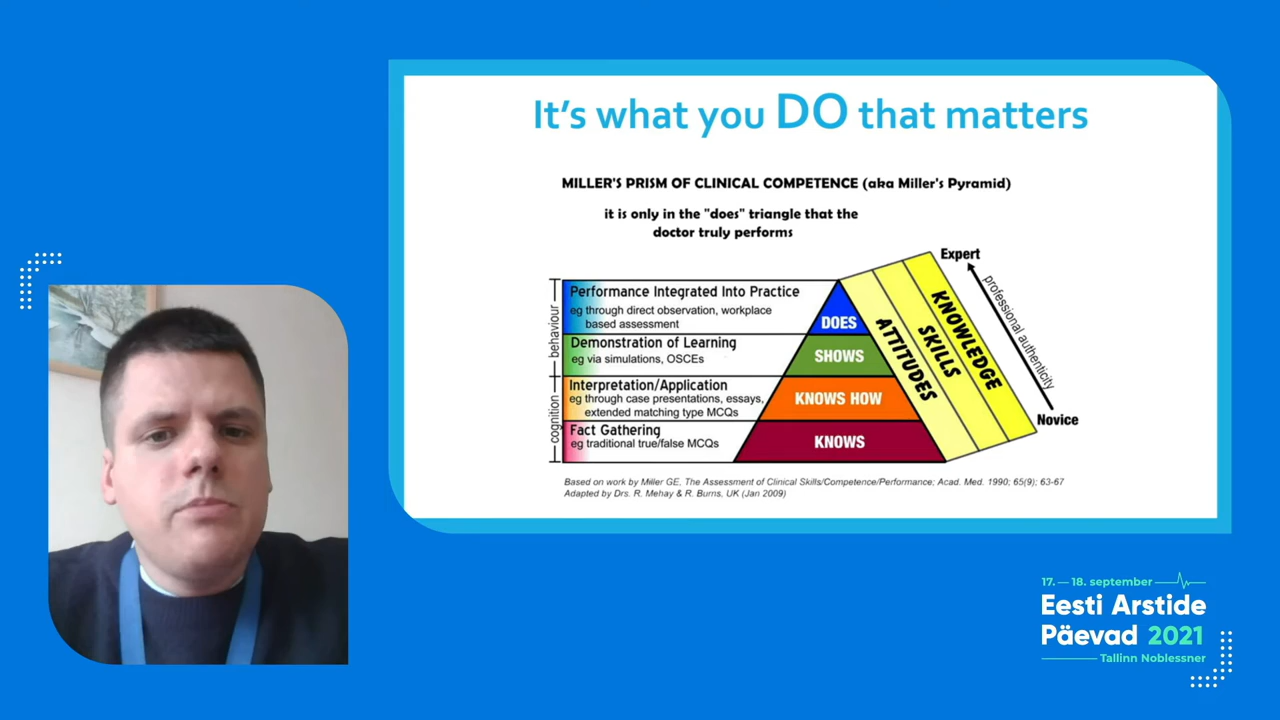 It's what you DO that matters
MILLER'S PRISM OF CLINICAL COMPETENCE (aka Miller's Pyramid)
it is only in the "does" triangle that the
doctor truly performs
Expert
professional authenticity
Novice
behaviour
cognition
Performance Integrated Into Practice
eg through direct observation, workplace
based assessment
DOES
Demonstration of Learning
eg via simulations, OSCEs
SHOWS
Interpretation/Application
eg through case presentations, essays,
extended matching type MCQs
KNOWS HOW
Fact Gathering
eg traditional true/false MCQs
KNOWS
ATTITUDES
SKILLS
KNOWLEDGE
Based on work by Miller GE, The Assessment of Clinical Skills/Competence/Performance; Acad. Med. 1990; 65(9); 63-67
Adapted by Drs. R. Mehay & R. Burns, UK (Jan 2009)
17. — 18. september
Eesti Arstide
Päevad 2021
Tallinn Noblessner